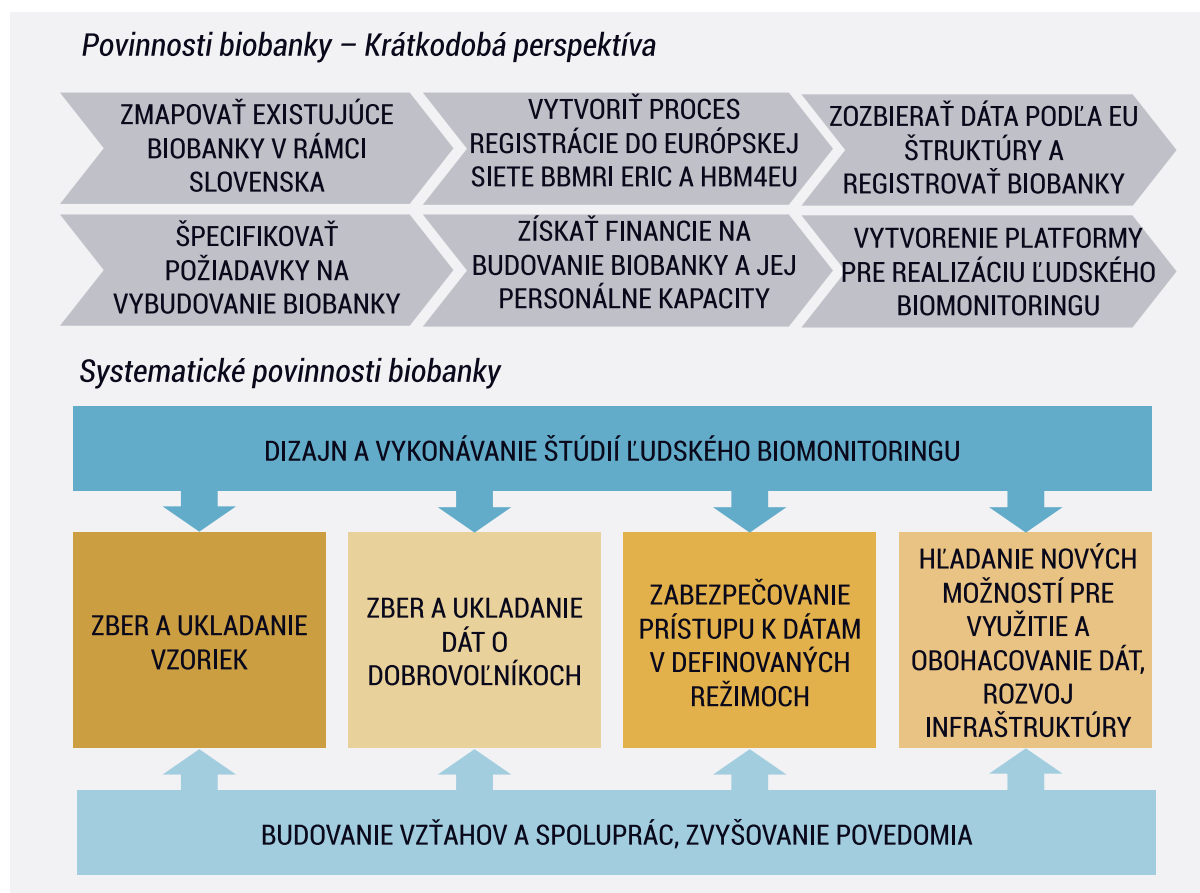 Povinnosti biobanky – Krátkodobá perspektíva
ZMAPOVAŤ EXISTUJÚCE
BIOBANKY V RÁMCI
SLOVENSKA
VYTVORIŤ PROCES
REGISTRÁCIE DO EURÓPSKEJ
SIETE BBMRI ERIC A HBM4EU
ZOZBIERAŤ DÁTA PODĽA EU
ŠTRUKTÚRY A
REGISTROVAŤ BIOBANKY
ŠPECIFIKOVAŤ
POŽIADAVKY NA
VYBUDOVANIE BIOBANKY
ZÍSKAŤ FINANCIE NA
BUDOVANIE BIOBANKY A JEJ
PERSONÁLNE KAPACITY
VYTVORENIE PLATFORMY
PRE REALIZÁCIU ĽUDSKÉHO
BIOMONITORINGU
Systematické povinnosti biobanky
DIZAJN A VYKONÁVANIE ŠTÚDIÍ ĽUDSKÉHO BIOMONITORINGU
ZBER A UKLADANIE
VZORIEK
ZBER A UKLADANIE
DÁT O
DOBROVOĽNÍKOCH
ZABEZPEČOVANIE
PRÍSTUPU K DÁTAM
V DEFINOVANÝCH
REŽIMOCH
HĽADANIE NOVÝCH
MOŽNOSTÍ PRE
VYUŽITIE A
OBOHACOVANIE DÁT,
ROZVOJ
INFRAŠTRUKTÚRY
BUDOVANIE VZŤAHOV A SPOLUPRÁC, ZVYŠOVANIE POVEDOMIA